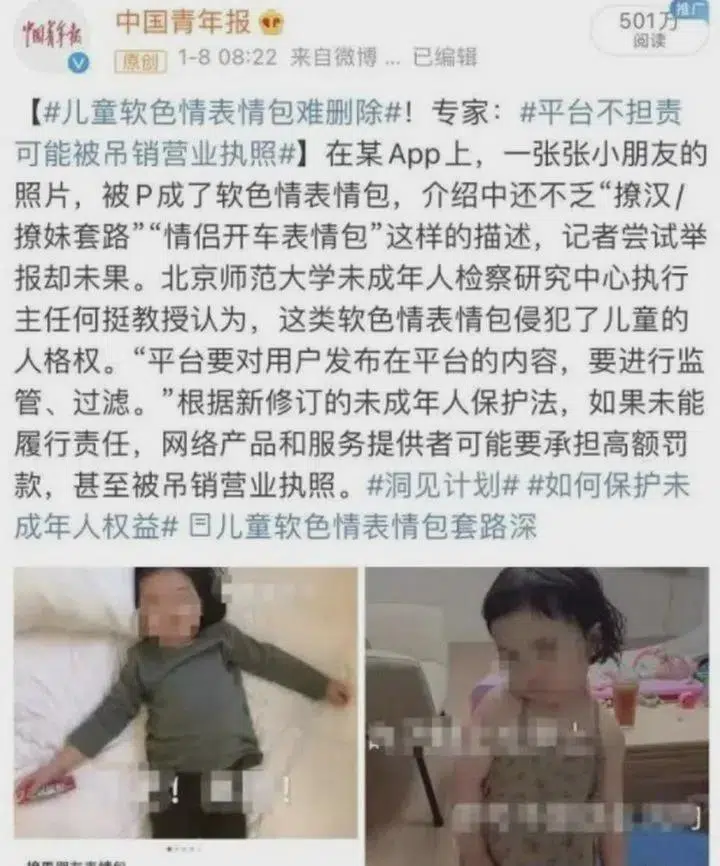 中国青年报
中国青年报
推广
501万
阅读
原创 1-8 08:22 来自微博 ... 已编辑
【#儿童软色情表情包难删除#！专家：#平台不担责
可能被吊销营业执照#】在某App上，一张张小朋友的
照片，被P成了软色情表情包，介绍中还不乏“撩汉/
撩妹套路”“情侣开车表情包”这样的描述，记者尝试举
报却未果。北京师范大学未成年人检察研究中心执行
主任何挺教授认为，这类软色情表情包侵犯了儿童的
人格权。“平台要对用户发布在平台的内容，要进行监
管、过滤。”根据新修订的未成年人保护法，如果未能
履行责任，网络产品和服务提供者可能要承担高额罚
款，甚至被吊销营业执照。#洞见计划# #如何保护未
成年人权益# 儿童软色情表情包套路深
！ ！